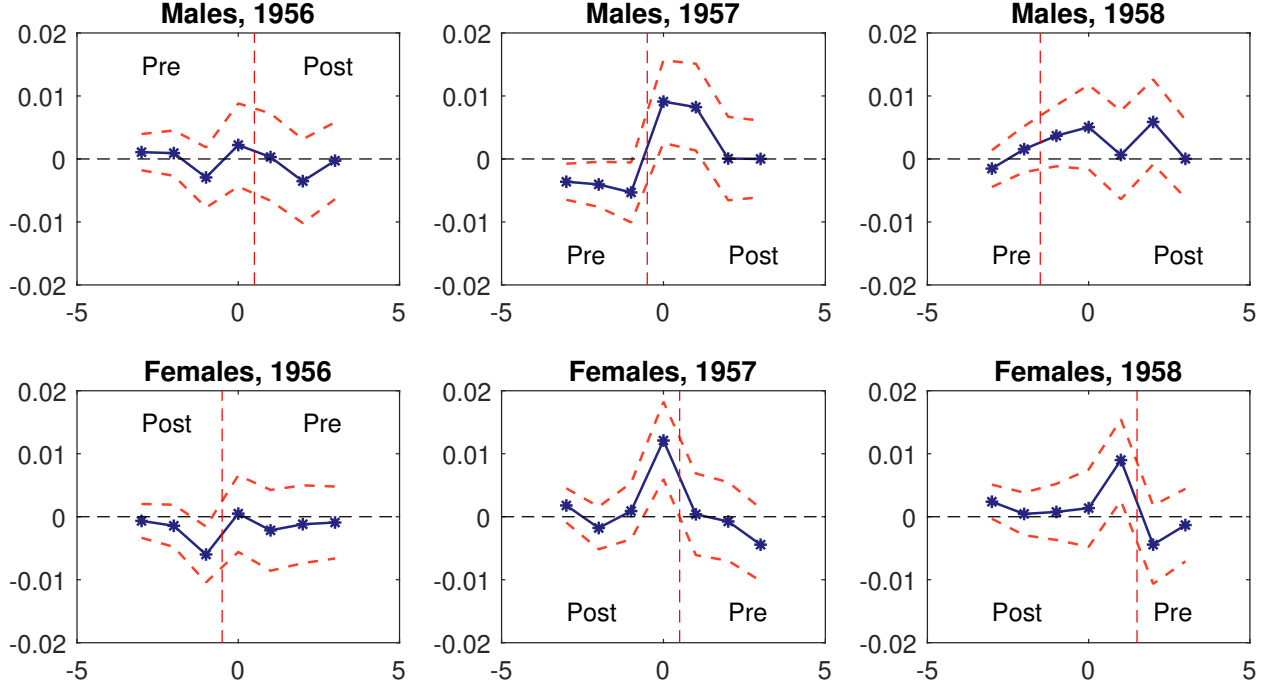 Males, 1956
0.02
Pre
Post
0.01
0
-0.01
-0.02
-5
0
5
Males, 1957
0.02
0.01
0
-0.01
Pre
Post
-0.02
-5
0
5
Males, 1958
0.02
0.01
0
-0.01
Pre
Post
-0.02
-5
0
5
Females, 1956
0.02
Post
Pre
0.01
0
-0.01
-0.02
-5
0
5
Females, 1957
0.02
0.01
0
-0.01
Post
Pre
-0.02
-5
0
5
Females, 1958
0.02
0.01
0
-0.01
Post
Pre
-0.02
-5
0
5